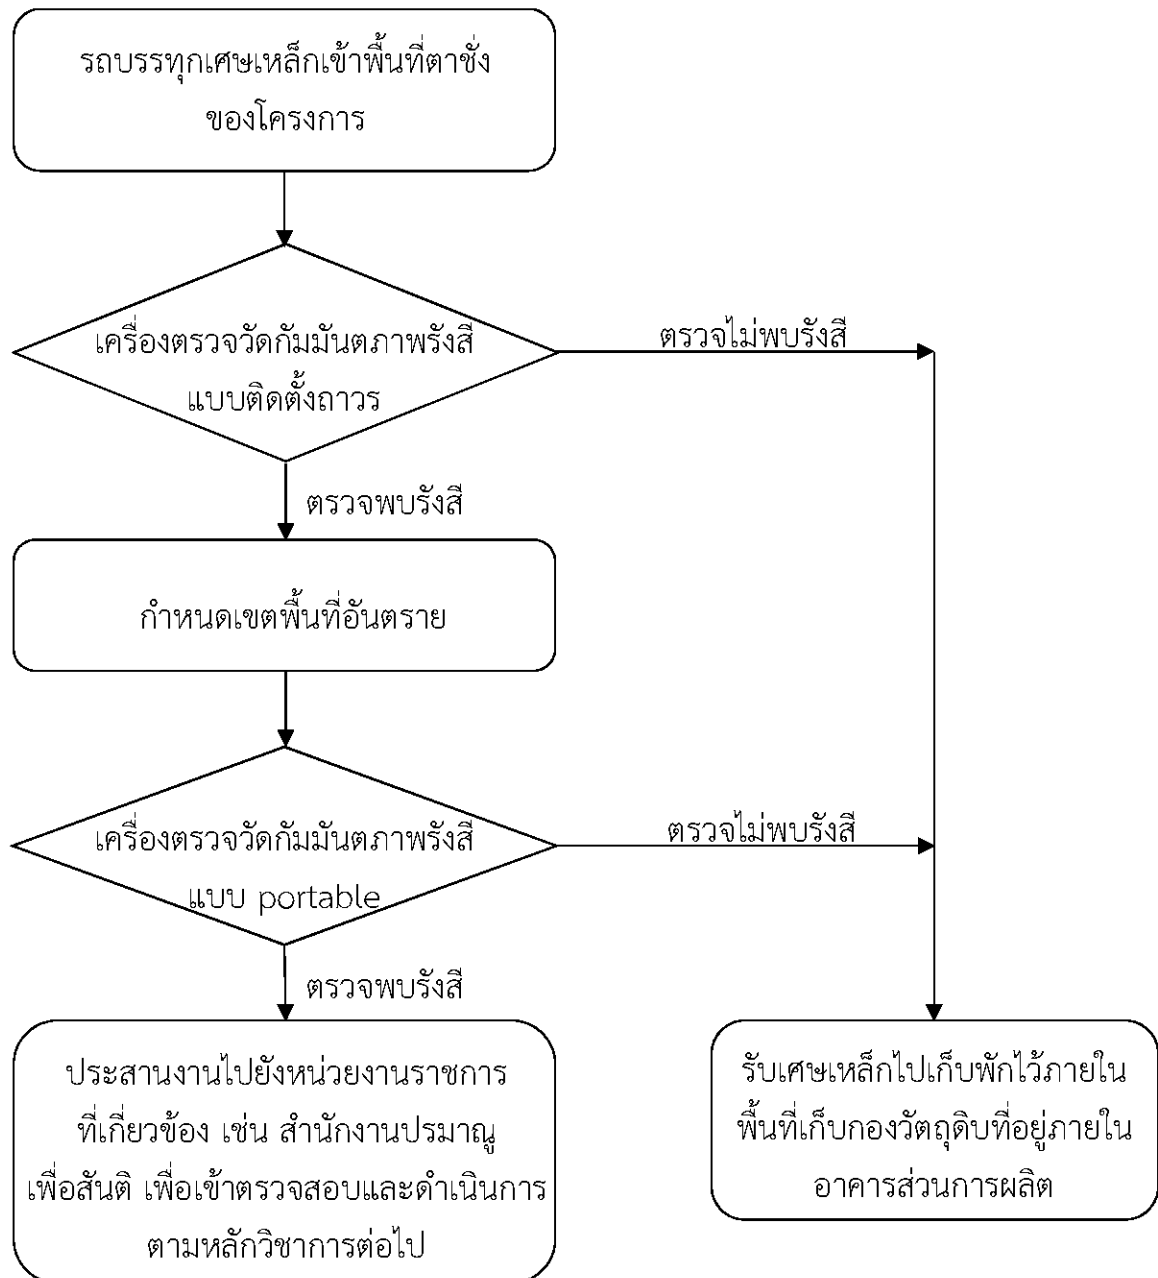 รถบรรทุกเศษเหล็กเข้าพื้นที่ตาชั่ง
ของโครงการ
เครื่องตรวจวัดกัมมันตภาพรังสี
แบบติดตั้งถาวร
ตรวจไม่พบรังสี
ตรวจพบรังสี
กำหนดเขตพื้นที่อันตราย
เครื่องตรวจวัดกัมมันตภาพรังสี
แบบ portable
ตรวจไม่พบรังสี
ตรวจพบรังสี
ประสานงานไปยังหน่วยงานราชการ
ที่เกี่ยวข้อง เช่น สำนักงานปรมาณู
เพื่อสันติ เพื่อเข้าตรวจสอบและดำเนินการ
ตามหลักวิชาการต่อไป
รับเศษเหล็กไปเก็บพักไว้ภายใน
พื้นที่เก็บกองวัตถุดิบที่อยู่ภายใน
อาคารส่วนการผลิต